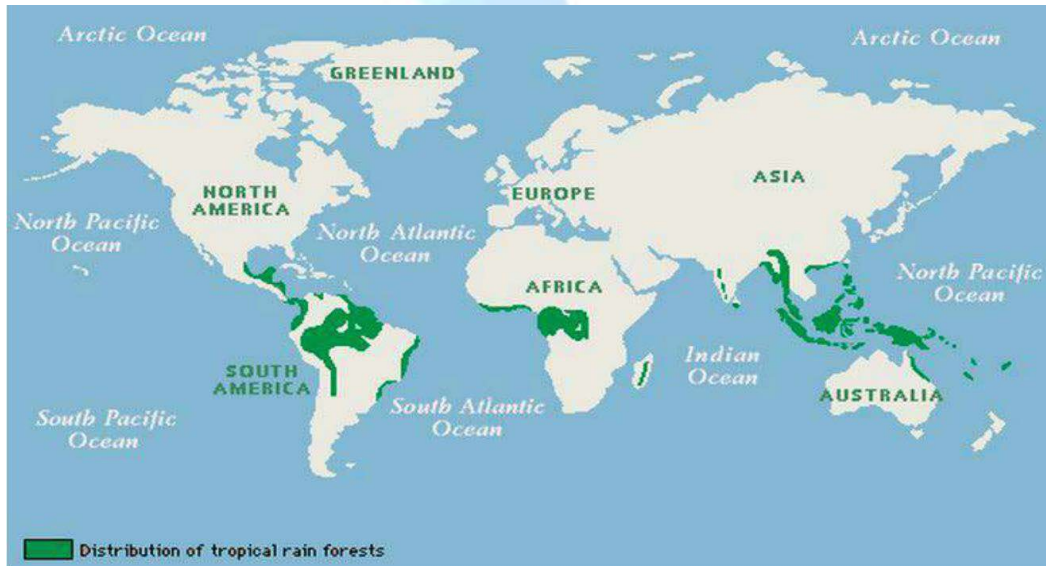 Arctic Ocean
Arctic Ocean
GREENLAND
NORTH
AMERICA
EUROPE
ASIA
North Pacific
Ocean
North Atlantic
Ocean
North Pacific
Ocean
AFRICA
Indian
Ocean
SOUTH
AMERICA
AUSTRALIA
South Pacific
Ocean
South Atlantic
Ocean
Distribution of tropical rain forests